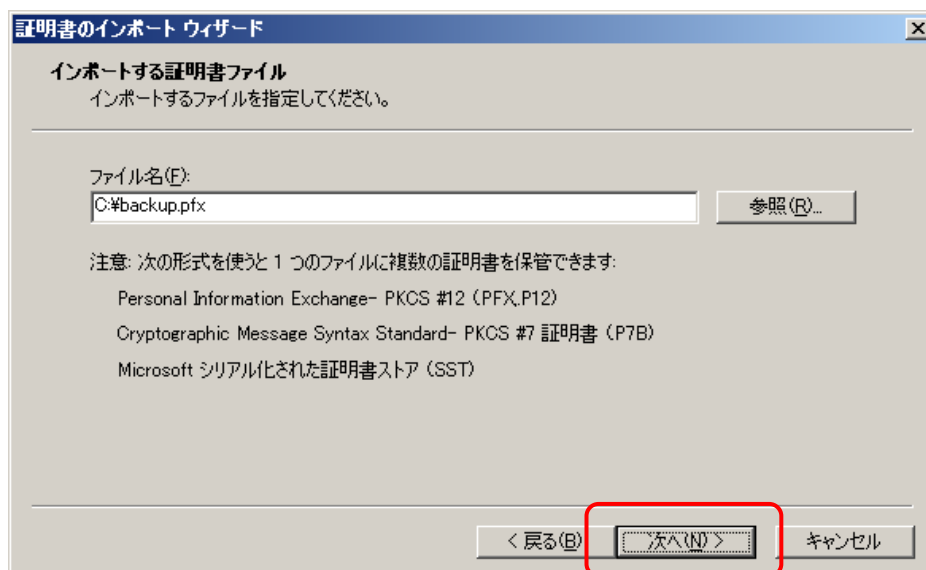 証明書のインポート ウィザード
インポートする証明書ファイル
インポートするファイルを指定してください。
ファイル名(F):
C:¥backup.pfx
参照(R)...
注意: 次の形式を使うと 1 つのファイルに複数の証明書を保管できます:
Personal Information Exchange- PKCS #12 (PFX,P12)
Cryptographic Message Syntax Standard- PKCS #7 証明書 (P7B)
Microsoft シリアル化された証明書ストア (SST)
< 戻る(B)
次へ(N) >
キャンセル